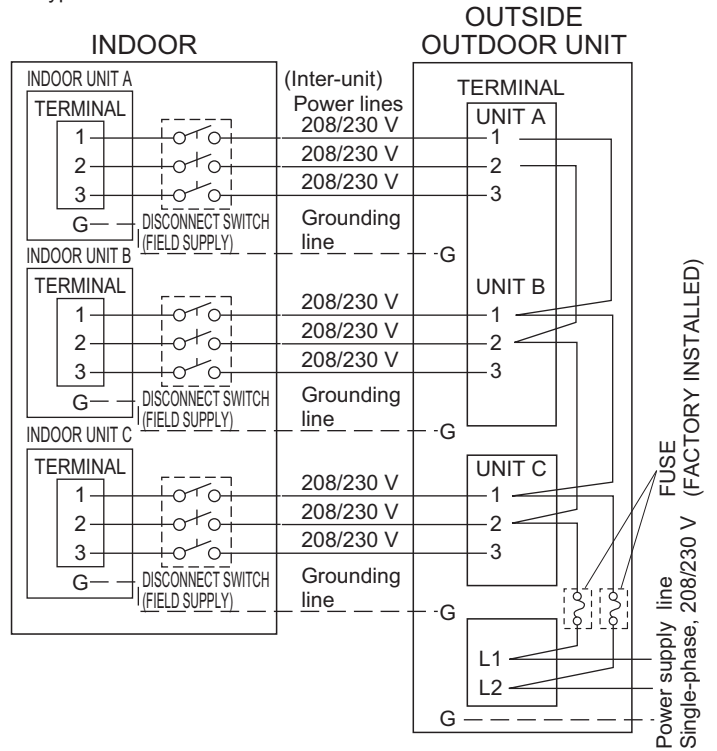 OUTSIDE
INDOOR
OUTDOOR UNIT
INDOOR UNIT A
TERMINAL
1
2
3
G
DISCONNECT SWITCH
(FIELD SUPPLY)
(Inter-unit)
Power lines
208/230 V
208/230 V
208/230 V
Grounding
line
TERMINAL
UNIT A
1
2
3
G
INDOOR UNIT B
TERMINAL
1
2
3
G
DISCONNECT SWITCH
(FIELD SUPPLY)
208/230 V
208/230 V
208/230 V
Grounding
line
UNIT B
1
2
3
G
INDOOR UNIT C
TERMINAL
1
2
3
G
DISCONNECT SWITCH
(FIELD SUPPLY)
208/230 V
208/230 V
208/230 V
Grounding
line
UNIT C
1
2
3
G
L1
L2
G
FUSE
(FACTORY INSTALLED)
Power supply line
Single-phase, 208/230 V